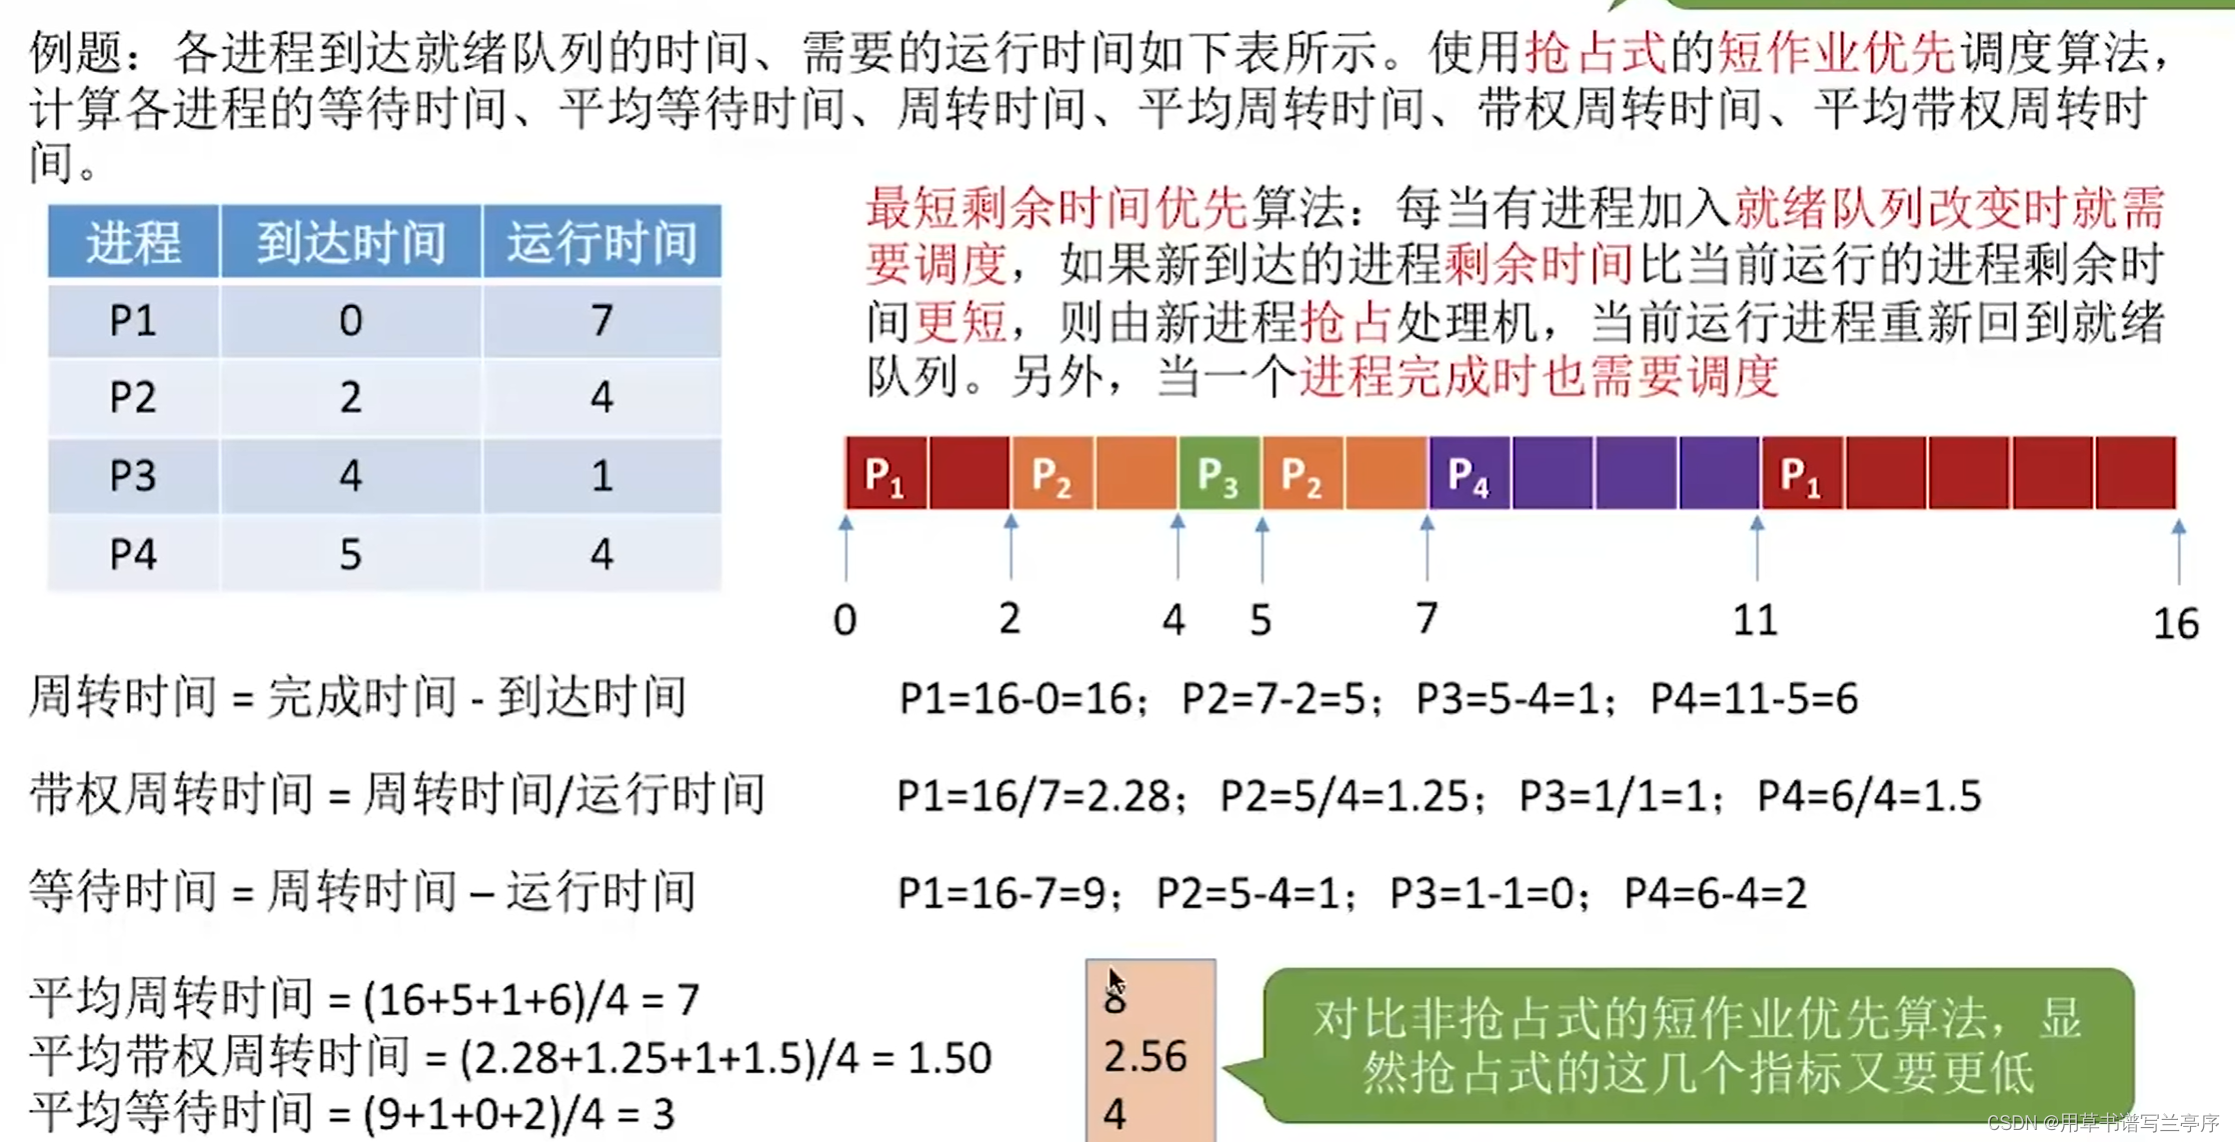 例题：各进程到达就绪队列的时间、需要的运行时间如下表所示。使用抢占式的短作业优先调度算法，
计算各进程的等待时间、平均等待时间、周转时间、平均周转时间、带权周转时间、平均带权周转时
间。
进程 到达时间 运行时间
P1 0 7
P2 2 4
P3 4 1
P4 5 4
最短剩余时间优先算法：每当有进程加入就绪队列改变时就需
要调度，如果新到达的进程剩余时间比当前运行的进程剩余时
间更短，则由新进程抢占处理机，当前运行进程重新回到就绪
队列。另外，当一个进程完成时也需要调度
P1 P2 P3 P2 P4 P1
0 2 4 5 7 11 16
周转时间 = 完成时间 - 到达时间
P1=16-0=16；P2=7-2=5；P3=5-4=1；P4=11-5=6
带权周转时间 = 周转时间/运行时间
P1=16/7=2.28；P2=5/4=1.25；P3=1/1=1；P4=6/4=1.5
等待时间 = 周转时间 – 运行时间
P1=16-7=9；P2=5-4=1；P3=1-1=0；P4=6-4=2
平均周转时间 = (16+5+1+6)/4 = 7
平均带权周转时间 = (2.28+1.25+1+1.5)/4 = 1.50
平均等待时间 = (9+1+0+2)/4 = 3
8
2.56
4
对比非抢占式的短作业优先算法，显
然抢占式的这几个指标又要更低
CSDN @用草书谱写兰亭序